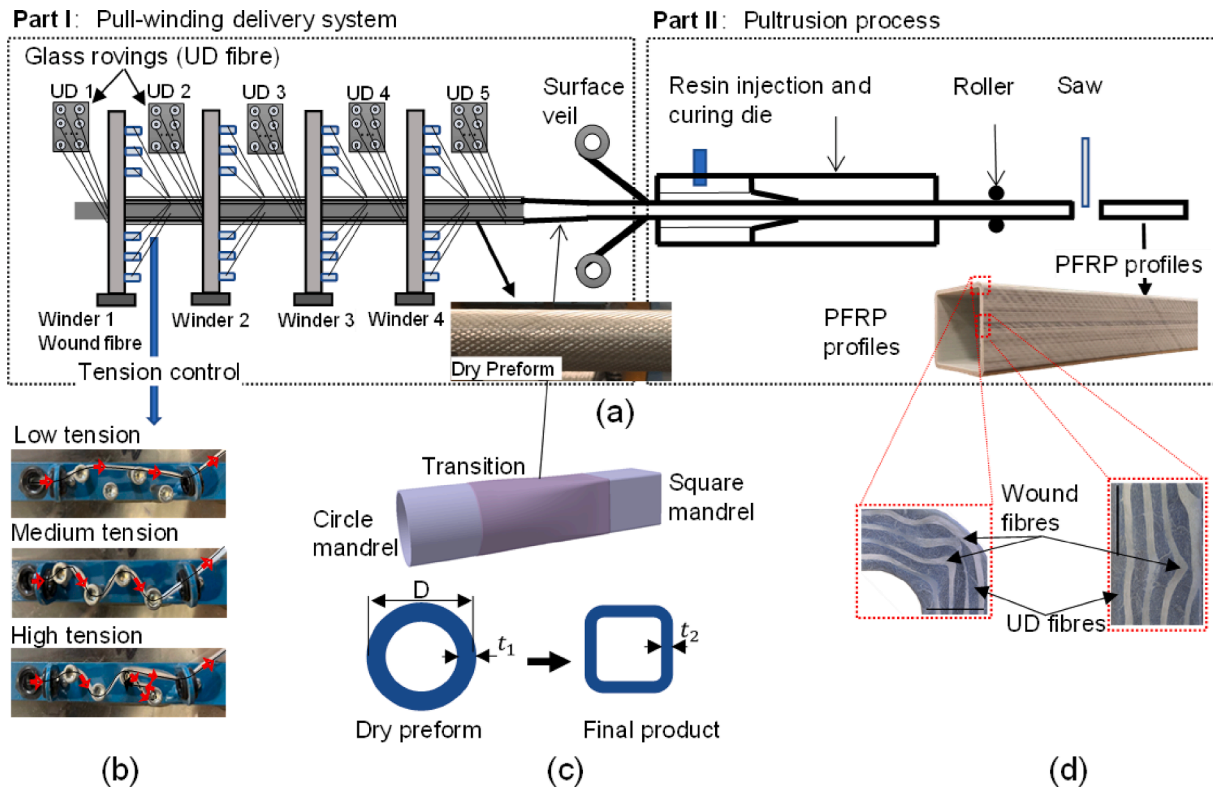 Part I: Pull-winding delivery system
Part II: Pultrusion process
Glass rovings (UD fibre)
UD 1
UD 2
UD 3
UD 4
UD 5
Surface
veil
Resin injection and
curing die
Roller
Saw
Winder 1
Wound fibre
Winder 2
Winder 3
Winder 4
Dry Preform
PFRP profiles
PFRP
profiles
Tension control
(a)
Low tension
Medium tension
High tension
(b)
Transition
Circle
mandrel
Square
mandrel
D
t₁
t₂
Dry preform
Final product
(c)
Wound
fibres
UD fibres
(d)